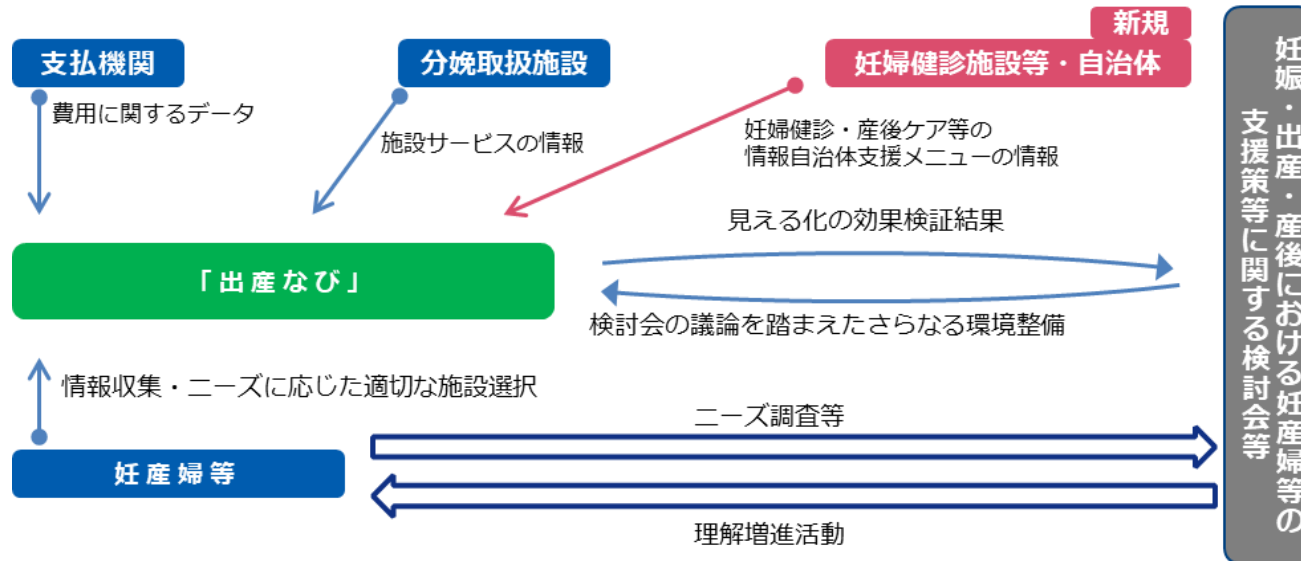 新規
支払機関
分娩取扱施設
妊婦健診施設等・自治体
費用に関するデータ
施設サービスの情報
妊婦健診・産後ケア等の
情報自治体支援メニューの情報
見える化の効果検証結果
「出産なび」
検討会の議論を踏まえたさらなる環境整備
情報収集・ニーズに応じた適切な施設選択
ニーズ調査等
妊産婦等
理解増進活動
妊娠・出産・産後における妊産婦等の
支援策等に関する検討会等